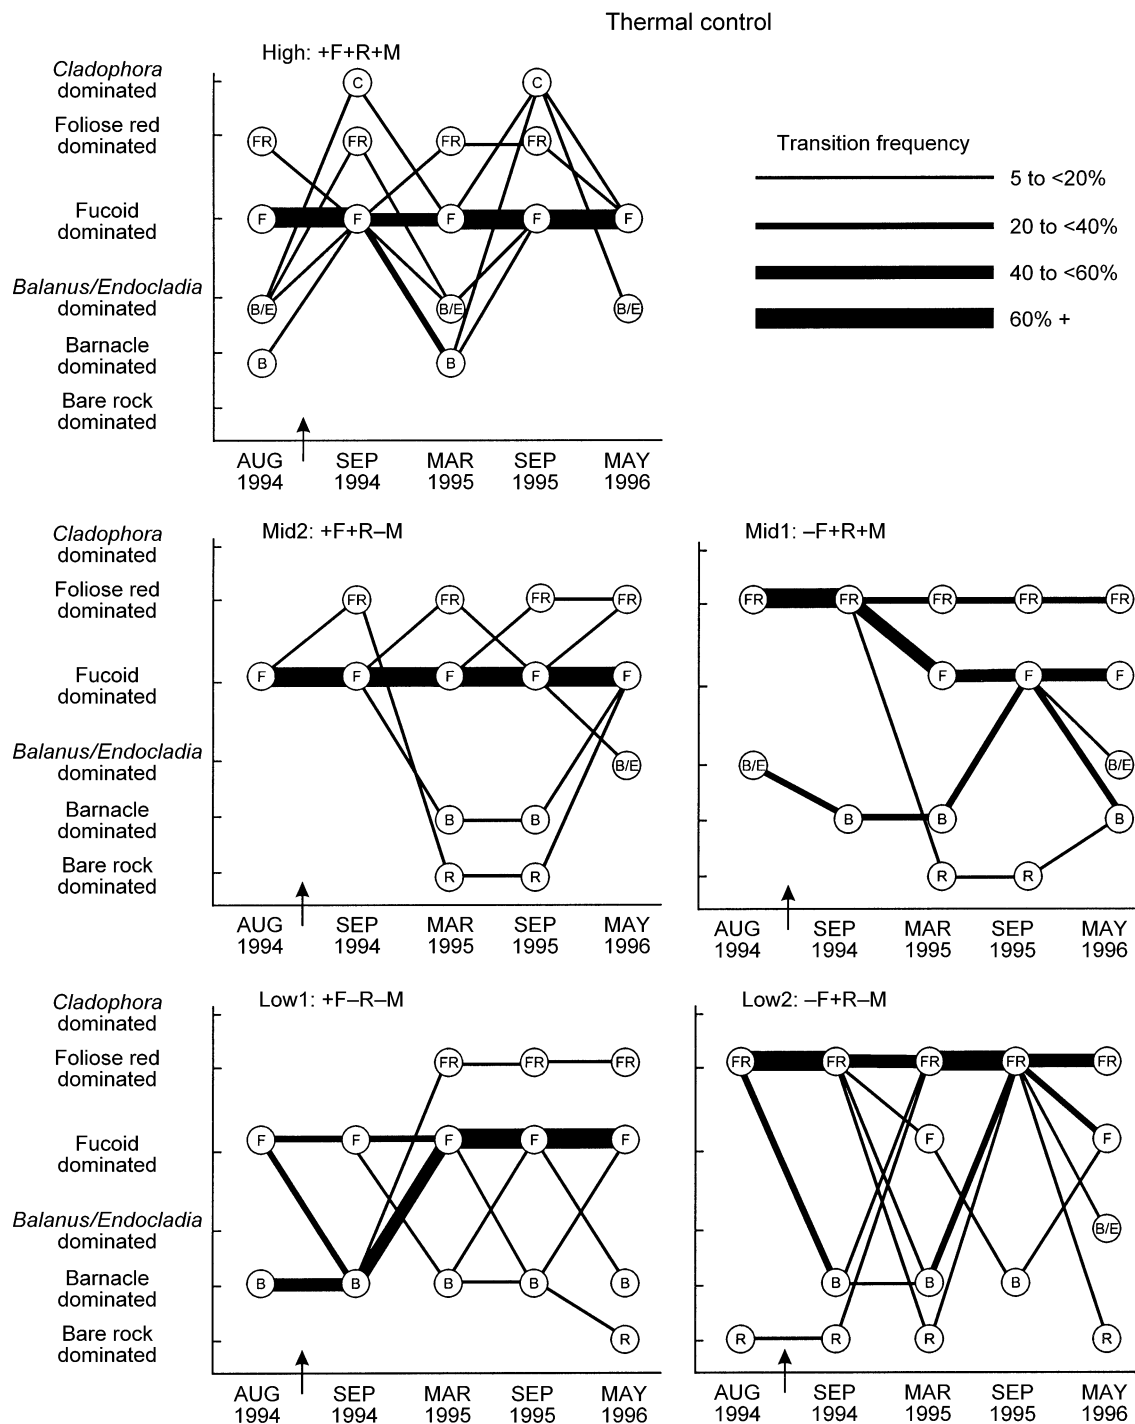 Thermal control
High: +F+R+M
Cladophora
dominated
Foliose red
dominated
Fucoid
dominated
Balanus/Endocladia
dominated
Barnacle
dominated
Bare rock
dominated
C C
FR FR FR FR
F F F F F
B/E B/E B/E
B B
AUG SEP MAR SEP MAY
1994 1994 1995 1995 1996
Transition frequency
5 to <20%
20 to <40%
40 to <60%
60% +
Mid2: +F+R–M
Cladophora
dominated
Foliose red
dominated
Fucoid
dominated
Balanus/Endocladia
dominated
Barnacle
dominated
Bare rock
dominated
FR FR FR FR
F F F F F
B/E
B B
R R
AUG SEP MAR SEP MAY
1994 1994 1995 1995 1996
Mid1: –F+R+M
FR FR FR FR FR
F F F
B/E B/E
B B B
R R
AUG SEP MAR SEP MAY
1994 1994 1995 1995 1996
Low1: +F–R–M
Cladophora
dominated
Foliose red
dominated
Fucoid
dominated
Balanus/Endocladia
dominated
Barnacle
dominated
Bare rock
dominated
FR FR FR
F F F F F
B B B B B
R
AUG SEP MAR SEP MAY
1994 1994 1995 1995 1996
Low2: –F+R–M
FR FR FR FR FR
F F
B/E
B B B
R R R R
AUG SEP MAR SEP MAY
1994 1994 1995 1995 1996